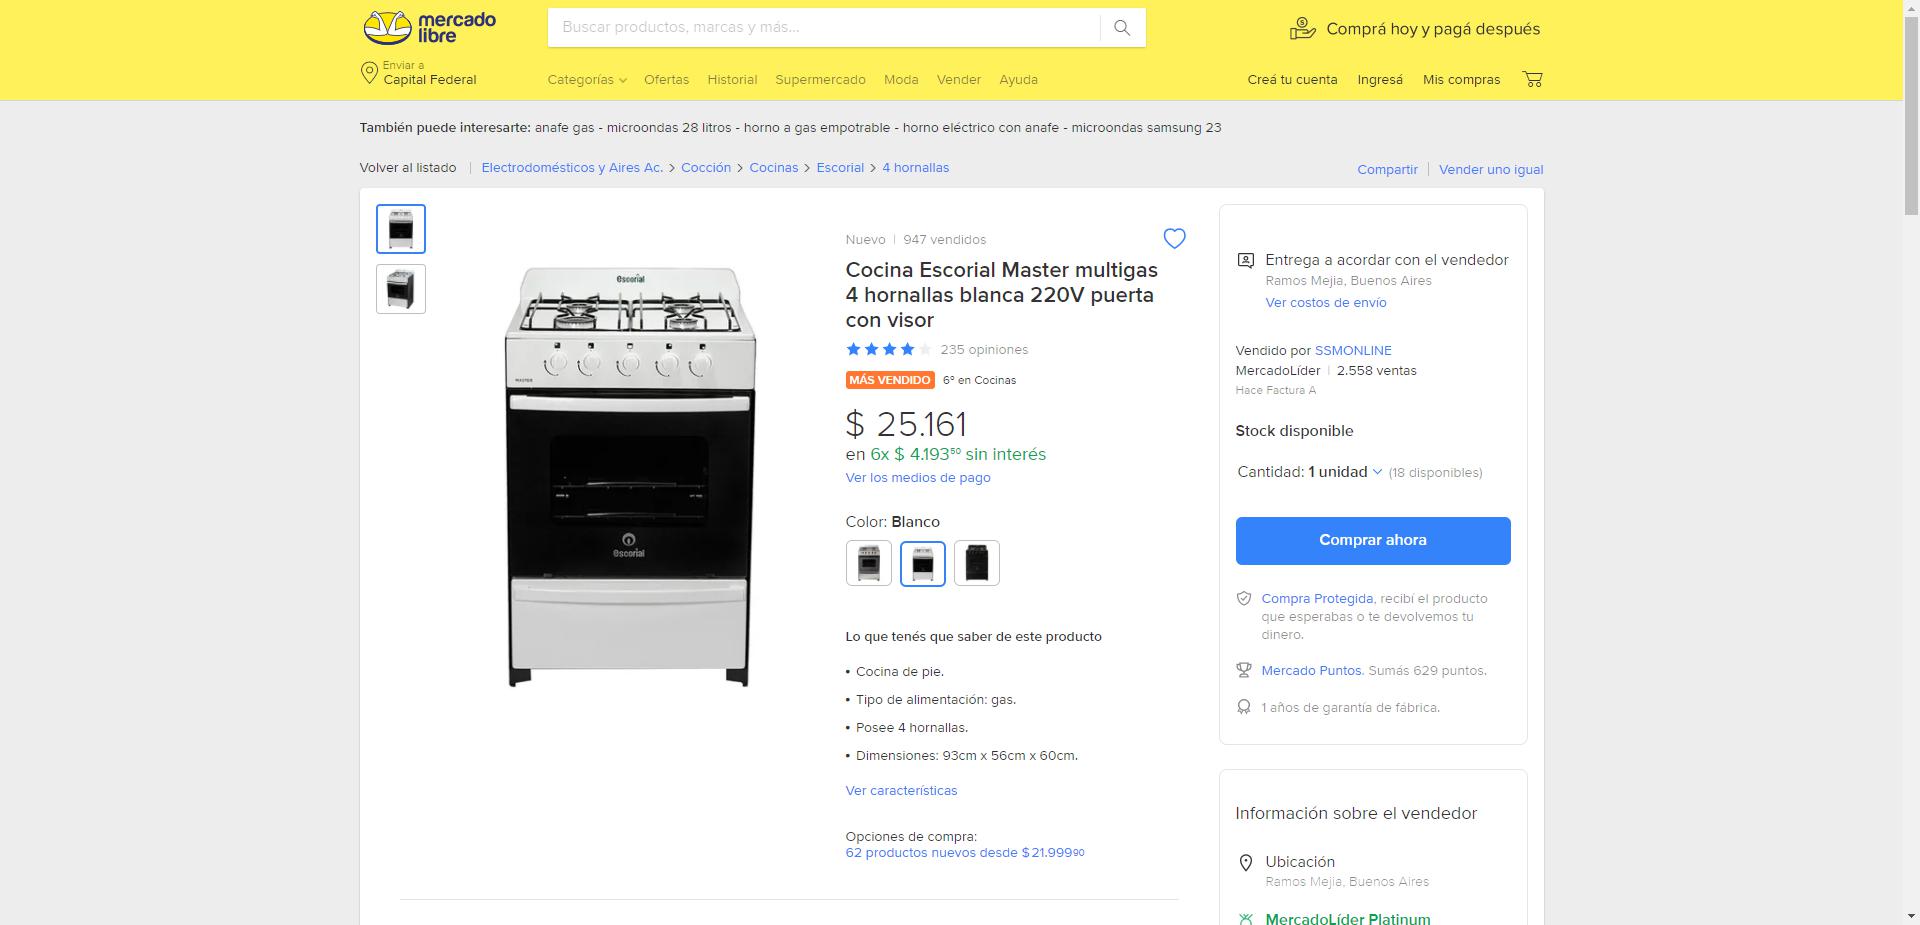 mercado
libre
Buscar productos, marcas y más...
Comprá hoy y pagá después
Enviar a
Capital Federal
Categorías Ofertas Historial Supermercado Moda Vender Ayuda
Creá tu cuenta Ingresá Mis compras
También puede interesarte: anafe gas - microondas 28 litros - horno a gas empotrable - horno eléctrico con anafe - microondas samsung 23
Volver al listado | Electrodomésticos y Aires Ac. > Cocción > Cocinas > Escorial > 4 hornallas
Compartir | Vender uno igual
escorial
MASTER
escorial
Nuevo | 947 vendidos
Cocina Escorial Master multigas
4 hornallas blanca 220V puerta
con visor
235 opiniones
MÁS VENDIDO 6º en Cocinas
$ 25.161
en 6x $ 4.193⁵⁰ sin interés
Ver los medios de pago
Color: Blanco
Lo que tenés que saber de este producto
• Cocina de pie.
• Tipo de alimentación: gas.
• Posee 4 hornallas.
• Dimensiones: 93cm x 56cm x 60cm.
Ver características
Opciones de compra:
62 productos nuevos desde $ 21.999⁹⁰
Entrega a acordar con el vendedor
Ramos Mejia, Buenos Aires
Ver costos de envío
Vendido por SSMONLINE
MercadoLíder | 2.558 ventas
Hace Factura A
Stock disponible
Cantidad: 1 unidad (18 disponibles)
Comprar ahora
Compra Protegida, recibí el producto
que esperabas o te devolvemos tu
dinero.
Mercado Puntos. Sumás 629 puntos.
1 años de garantía de fábrica.
Información sobre el vendedor
Ubicación
Ramos Mejia, Buenos Aires
MercadoLíder Platinum